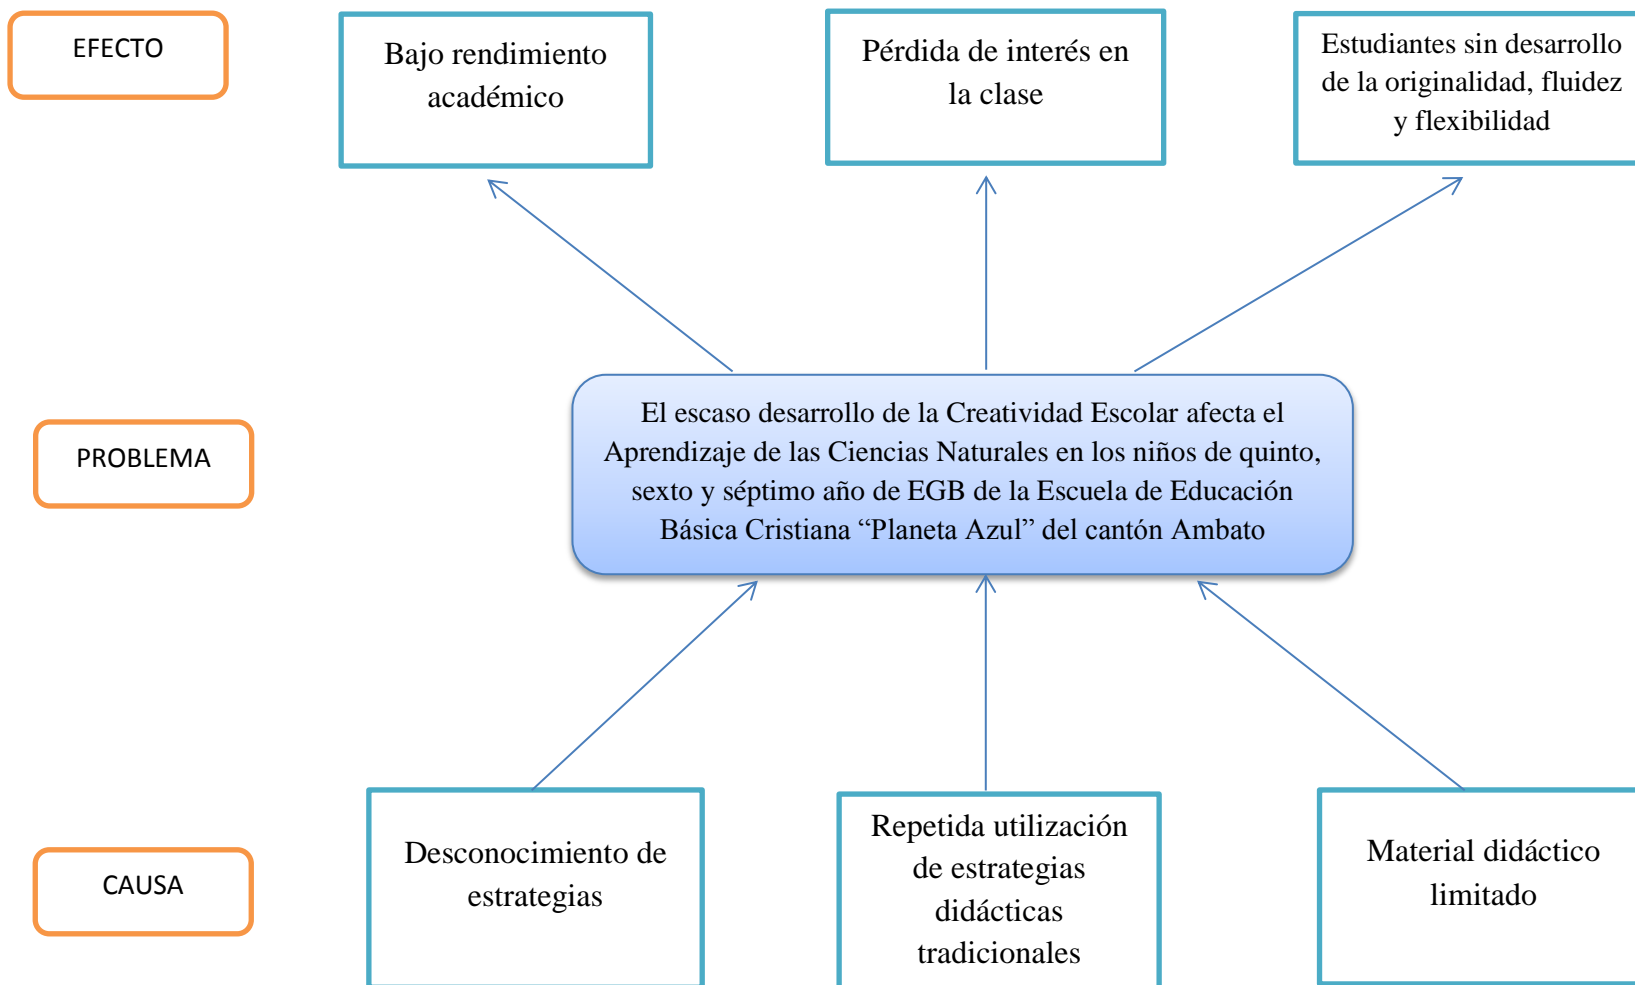 EFECTO
Bajo rendimiento
académico
Pérdida de interés en
la clase
Estudiantes sin desarrollo
de la originalidad, fluidez
y flexibilidad
PROBLEMA
El escaso desarrollo de la Creatividad Escolar afecta el
Aprendizaje de las Ciencias Naturales en los niños de quinto,
sexto y séptimo año de EGB de la Escuela de Educación
Básica Cristiana “Planeta Azul” del cantón Ambato
CAUSA
Desconocimiento de
estrategias
Repetida utilización
de estrategias
didácticas
tradicionales
Material didáctico
limitado